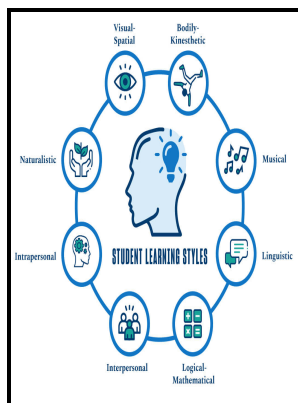 Visual-
Spatial
Bodily-
Kinesthetic
Naturalistic
Musical
Intrapersonal
STUDENT LEARNING STYLES
Linguistic
Interpersonal
Logical-
Mathematical